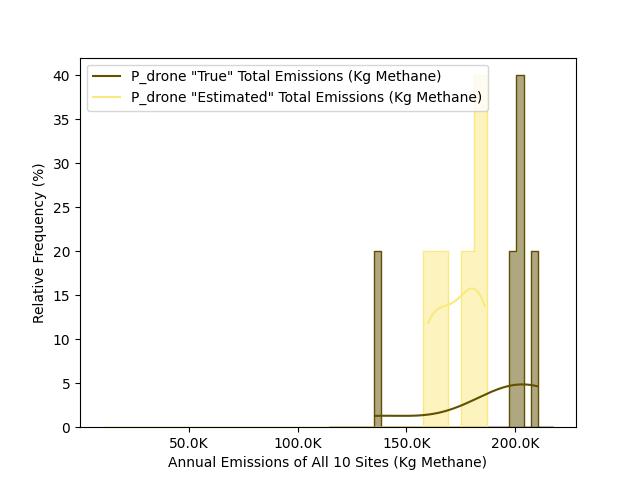 P_drone "True" Total Emissions (Kg Methane)
P_drone "Estimated" Total Emissions (Kg Methane)
Relative Frequency (%)
40
35
30
25
20
15
10
5
0
50.0K 100.0K 150.0K 200.0K
Annual Emissions of All 10 Sites (Kg Methane)